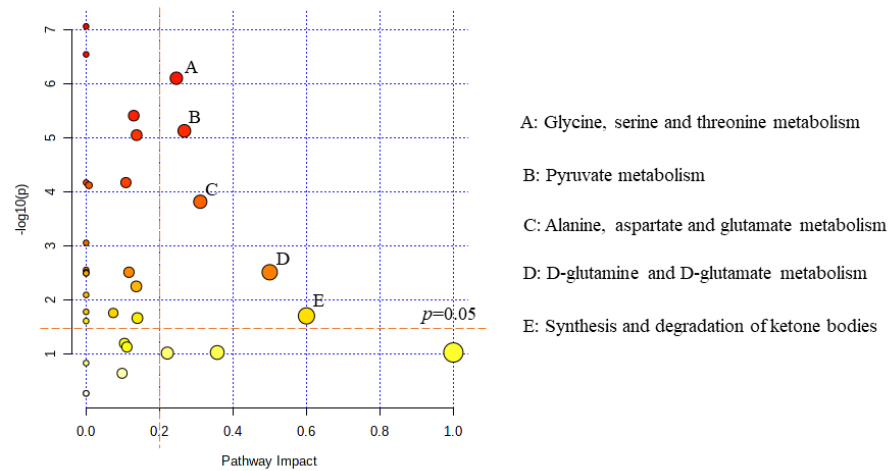 7
6
5
4
3
2
1
-log10(p)
A
B
C
D
E
p=0.05
0.0 0.2 0.4 0.6 0.8 1.0
Pathway Impact
A: Glycine, serine and threonine metabolism
B: Pyruvate metabolism
C: Alanine, aspartate and glutamate metabolism
D: D-glutamine and D-glutamate metabolism
E: Synthesis and degradation of ketone bodies